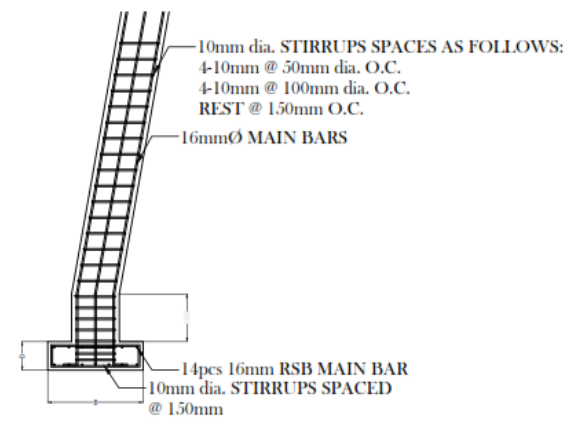 10mm dia. STIRRUPS SPACES AS FOLLOWS:
4-10mm @ 50mm dia. O.C.
4-10mm @ 100mm dia. O.C.
REST @ 150mm O.C.
16mmØ MAIN BARS
14pcs 16mm RSB MAIN BAR
10mm dia. STIRRUPS SPACED
@ 150mm